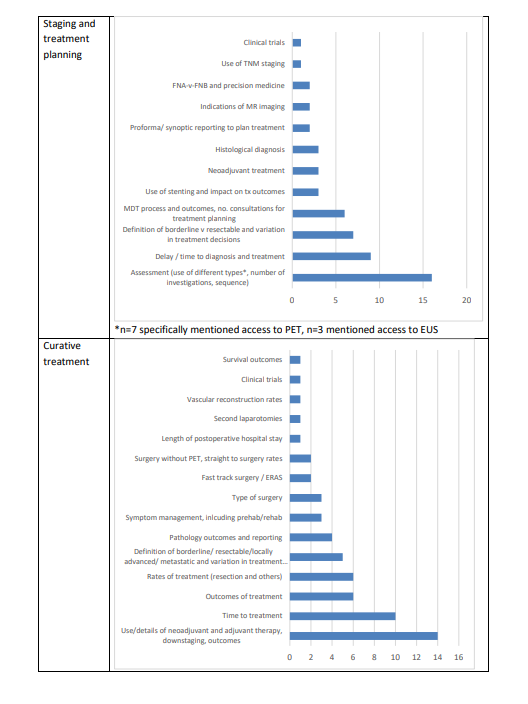 Staging and
treatment
planning
Clinical trials
Use of TNM staging
FNA-v-FNB and precision medicine
Indications of MR imaging
Proforma/ synoptic reporting to plan treatment
Histological diagnosis
Neoadjuvant treatment
Use of stenting and impact on tx outcomes
MDT process and outcomes, no. consultations for
treatment planning
Definition of borderline v resectable and variation
in treatment decisions
Delay / time to diagnosis and treatment
Assessment (use of different types*, number of
investigations, sequence)
0 5 10 15 20
*n=7 specifically mentioned access to PET, n=3 mentioned access to EUS
Curative
treatment
Survival outcomes
Clinical trials
Vascular reconstruction rates
Second laparotomies
Length of postoperative hospital stay
Surgery without PET, straight to surgery rates
Fast track surgery / ERAS
Type of surgery
Symptom management, inlcuding prehab/rehab
Pathology outcomes and reporting
Definition of borderline/ resectable/locally
advanced/ metastatic and variation in treatment...
Rates of treatment (resection and others)
Outcomes of treatment
Time to treatment
Use/details of neoadjuvant and adjuvant therapy,
downstaging, outcomes
0 2 4 6 8 10 12 14 16